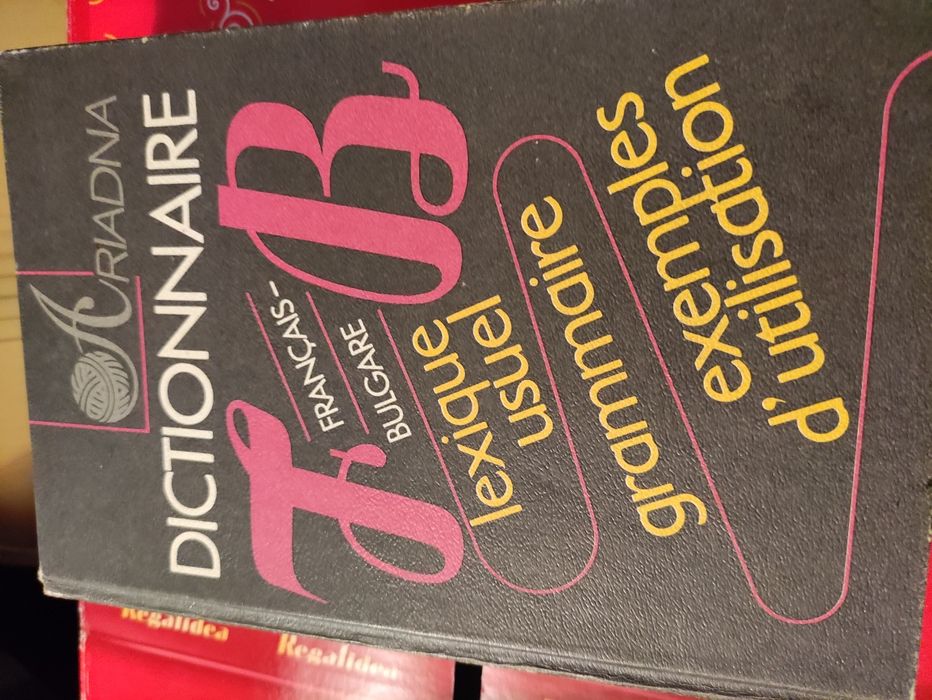 ARIADNA
DICTIONNAIRE
F B
FRANÇAIS-
BULGARE
lexique
usuel
grammaire
exemples
d'utilisation
Regalidea
Regalidea